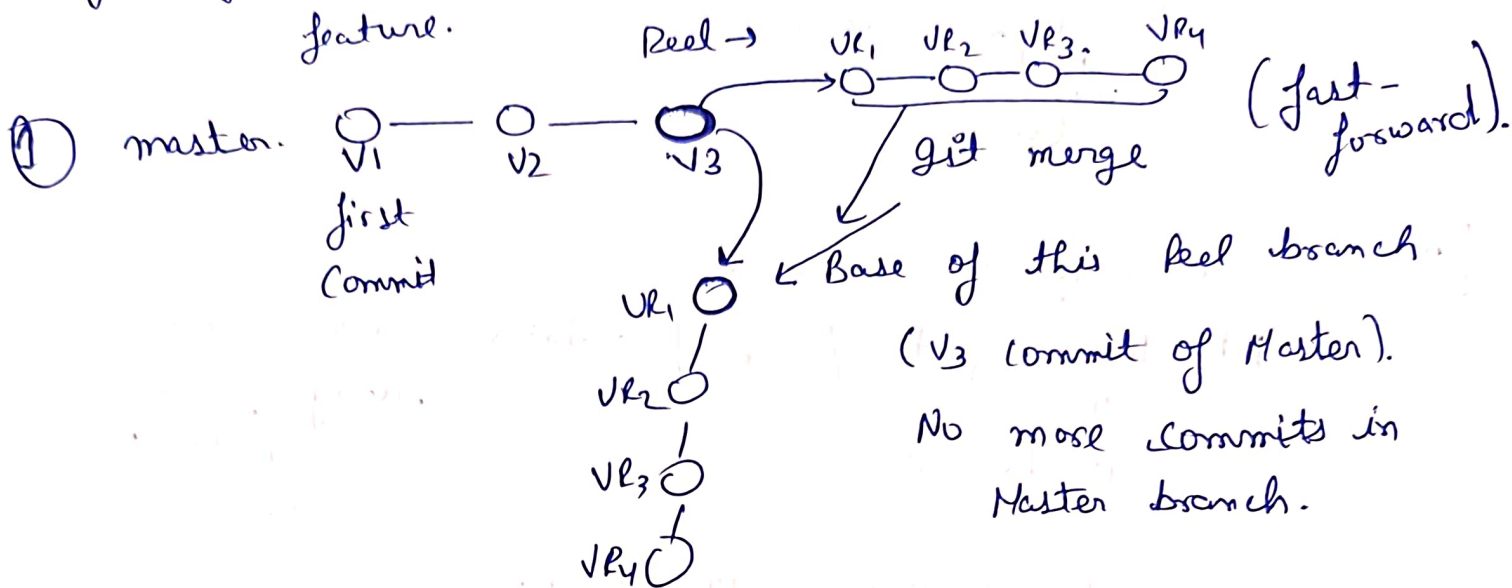 feature.
Reel → VR1 VR2 VR3. VR4
(fast-forward).
① master. V1 V2 V3
git merge
first
Commit
Base of this Reel branch.
VR1
(V3 commit of Master).
VR2
No more commits in
VR3
Master branch.
VR4